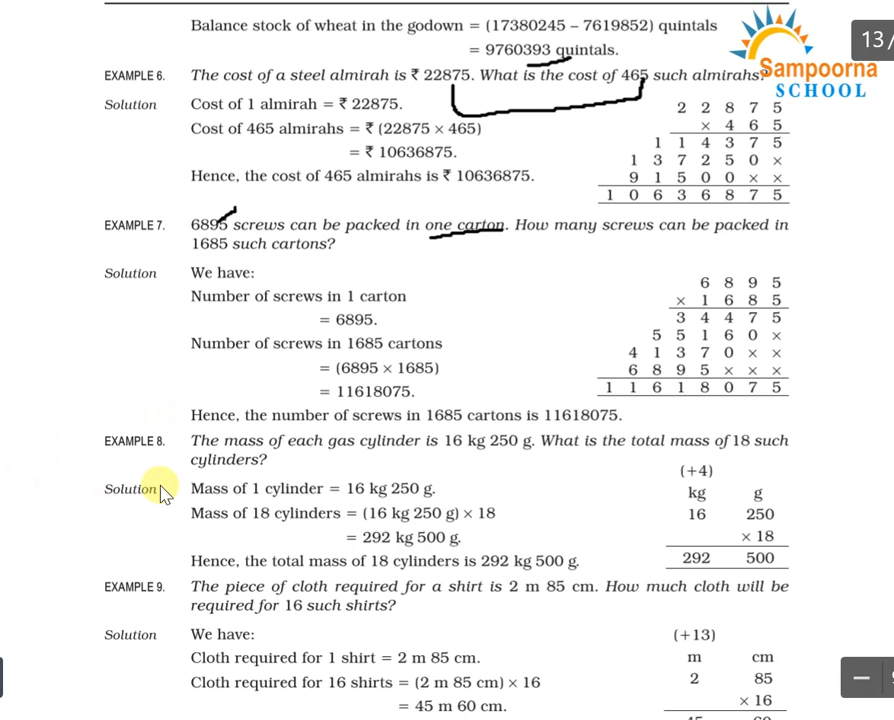 Balance stock of wheat in the godown = (17380245 – 7619852) quintals
= 9760393 quintals.
13/
Sampoorna
SCHOOL
EXAMPLE 6. The cost of a steel almirah is ₹ 22875. What is the cost of 465 such almirahs?
Solution Cost of 1 almirah = ₹ 22875.
Cost of 465 almirahs = ₹ (22875 × 465)
= ₹ 10636875.
Hence, the cost of 465 almirahs is ₹ 10636875.
2 2 8 7 5
× 4 6 5
1 1 4 3 7 5
1 3 7 2 5 0 ×
9 1 5 0 0 × ×
1 0 6 3 6 8 7 5
EXAMPLE 7. 6895 screws can be packed in one carton. How many screws can be packed in
1685 such cartons?
Solution We have:
Number of screws in 1 carton
= 6895.
Number of screws in 1685 cartons
= (6895 × 1685)
= 11618075.
6 8 9 5
× 1 6 8 5
3 4 4 7 5
5 5 1 6 0 ×
4 1 3 7 0 × ×
6 8 9 5 × × ×
1 1 6 1 8 0 7 5
Hence, the number of screws in 1685 cartons is 11618075.
EXAMPLE 8. The mass of each gas cylinder is 16 kg 250 g. What is the total mass of 18 such
cylinders?
Solution Mass of 1 cylinder = 16 kg 250 g.
Mass of 18 cylinders = (16 kg 250 g) × 18
= 292 kg 500 g.
Hence, the total mass of 18 cylinders is 292 kg 500 g.
(+4)
kg g
16 250
× 18
292 500
EXAMPLE 9. The piece of cloth required for a shirt is 2 m 85 cm. How much cloth will be
required for 16 such shirts?
Solution We have:
Cloth required for 1 shirt = 2 m 85 cm.
Cloth required for 16 shirts = (2 m 85 cm) × 16
= 45 m 60 cm.
(+13)
m cm
2 85
× 16